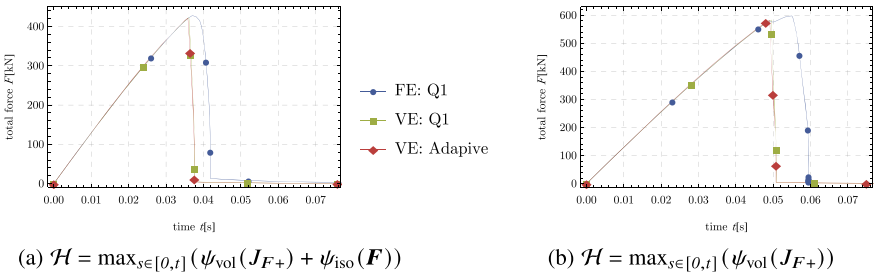 total force F[kN]
400
300
200
100
0
0.00 0.01 0.02 0.03 0.04 0.05 0.06 0.07
time t[s]
FE: Q1
VE: Q1
VE: Adapive
total force F[kN]
600
500
400
300
200
100
0
0.00 0.01 0.02 0.03 0.04 0.05 0.06 0.07
time t[s]
(a) 𝓗 = max_{s∈[0,t]}(ψ_vol(J_{F+}) + ψ_iso(𝑭))
(b) 𝓗 = max_{s∈[0,t]}(ψ_vol(J_{F+}))